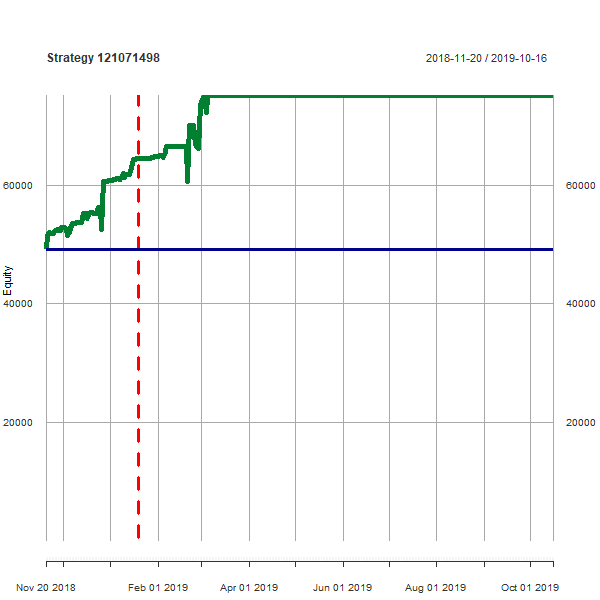 Strategy 121071498
2018-11-20 / 2019-10-16
60000
60000
Equity
40000
40000
20000
20000
Nov 20 2018
Feb 01 2019
Apr 01 2019
Jun 01 2019
Aug 01 2019
Oct 01 2019